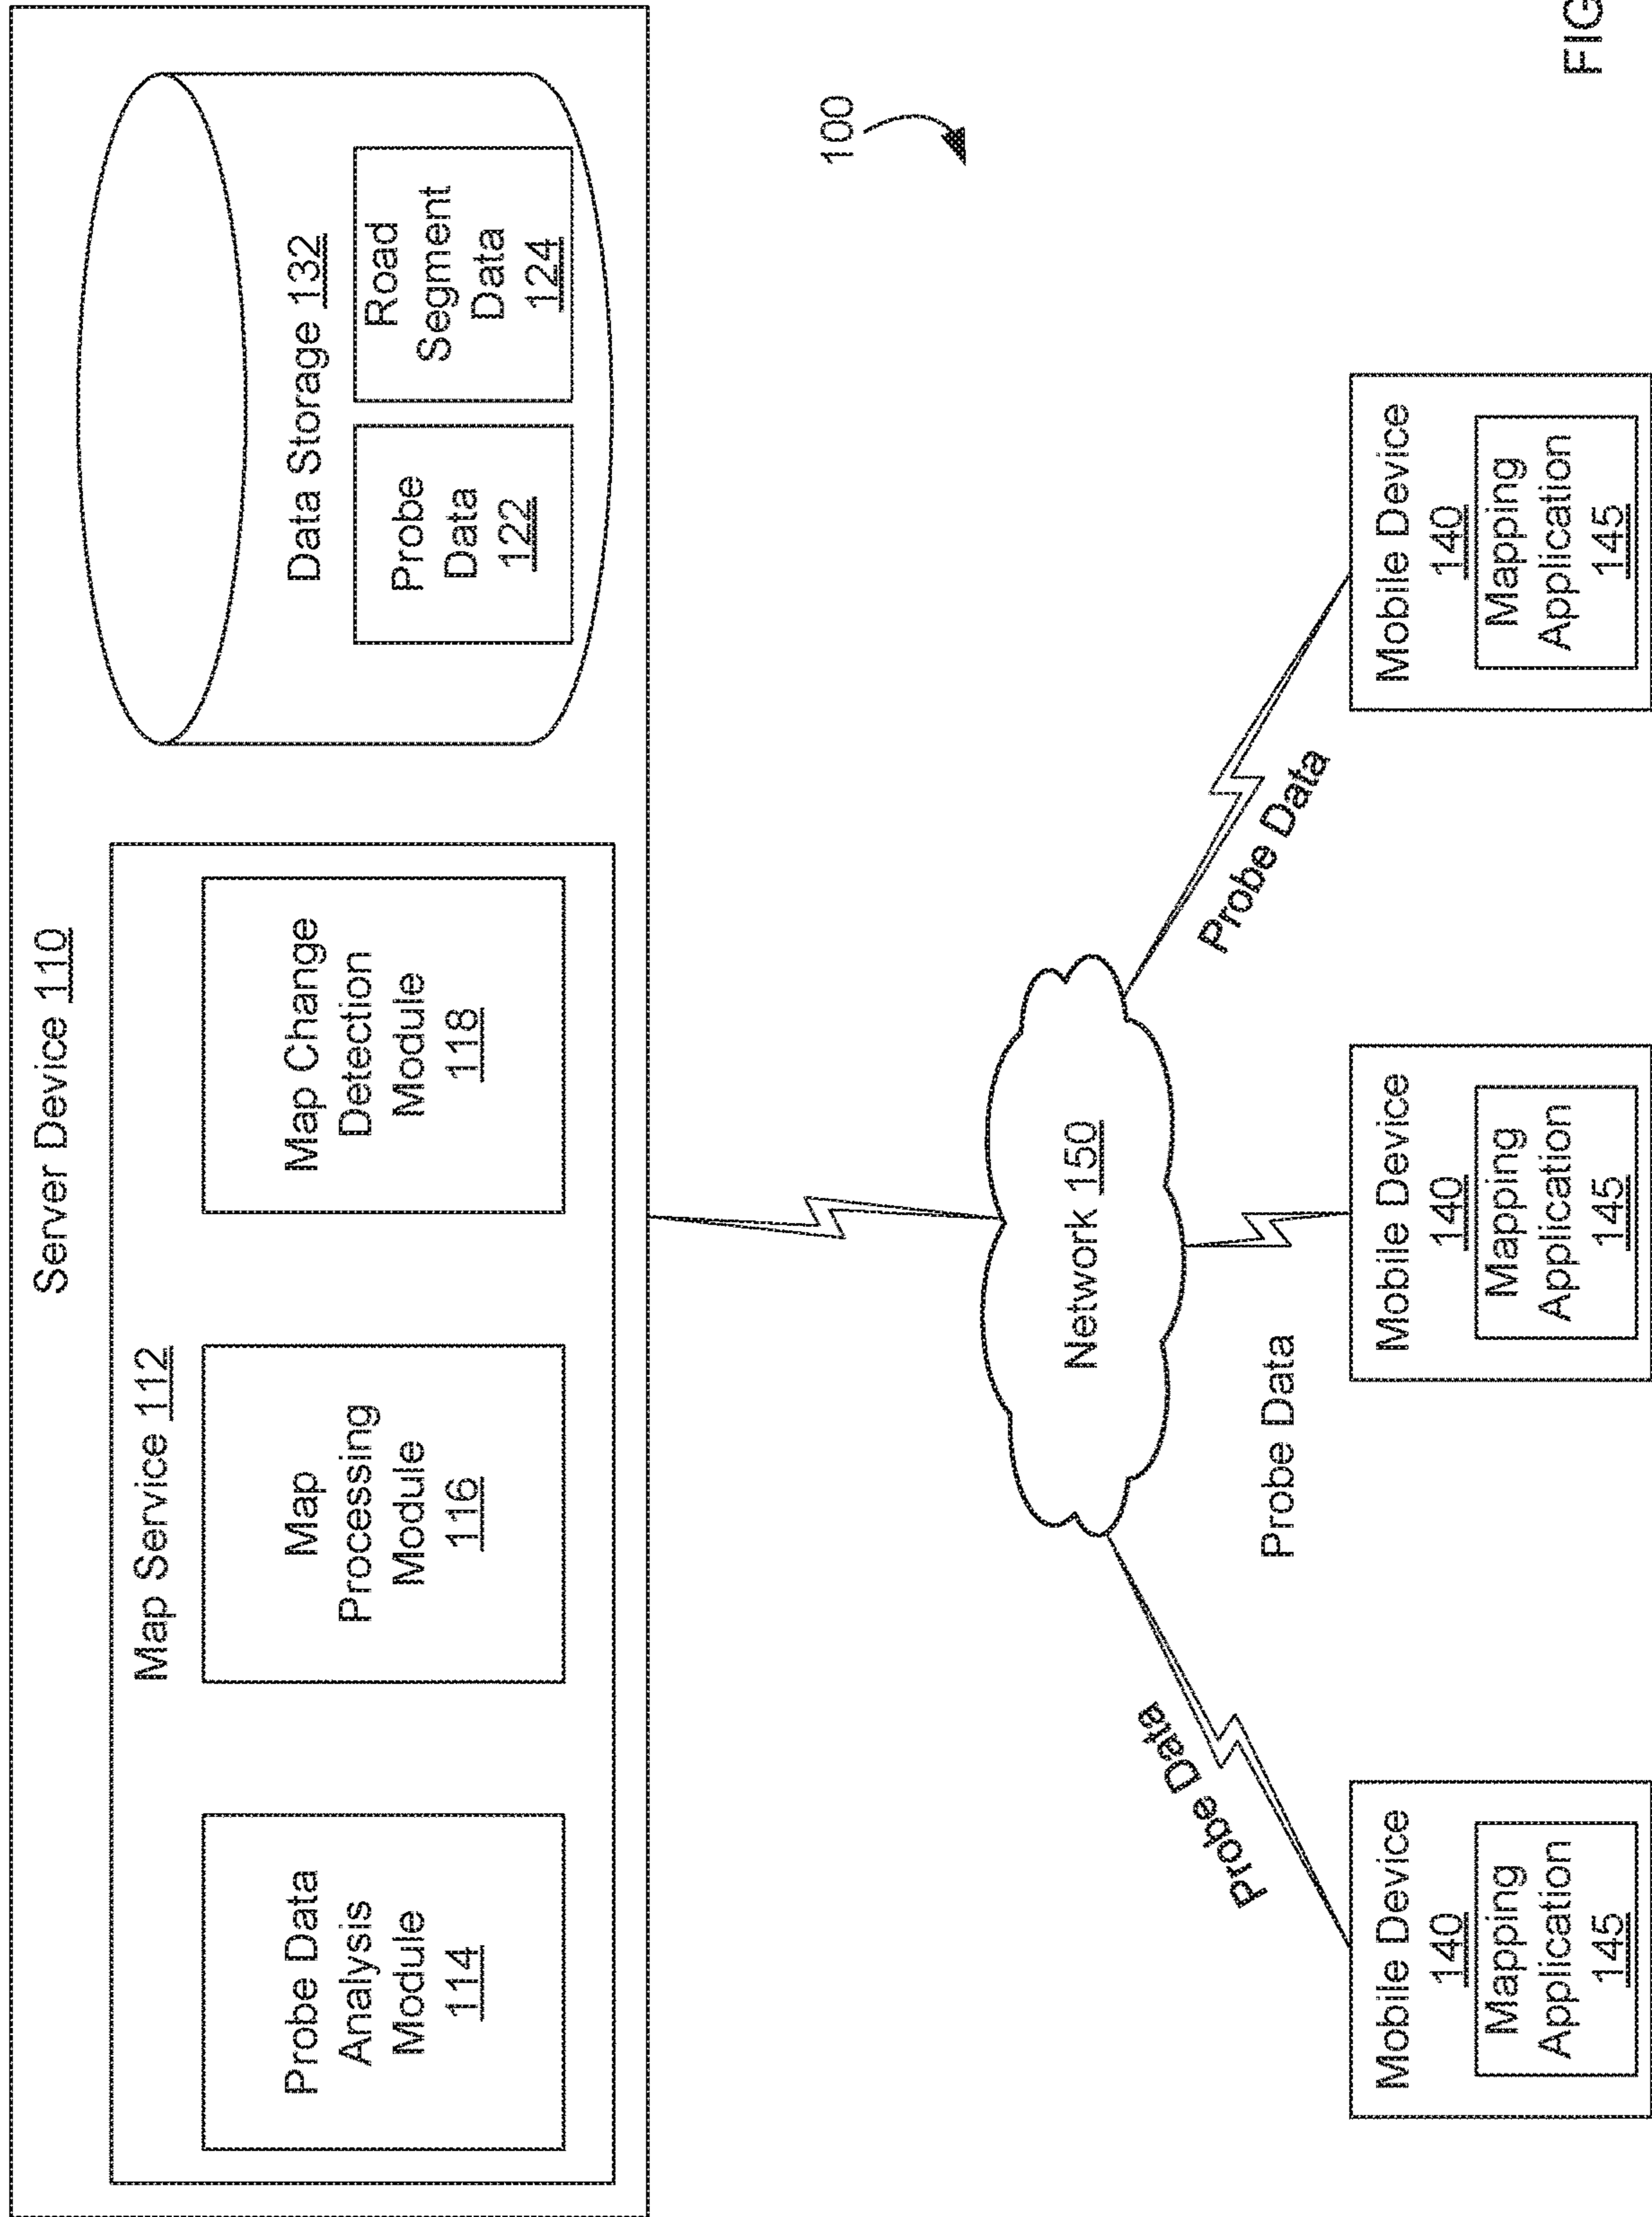 Server Device 110
Map Service 112
Probe Data
Analysis
Module
114
Map
Processing
Module
116
Map Change
Detection
Module
118
Data Storage 132
Probe
Data
122
Road
Segment
Data
124
100
Network 150
Probe Data
Probe Data
Probe Data
Mobile Device
140
Mapping
Application
145
Mobile Device
140
Mapping
Application
145
Mobile Device
140
Mapping
Application
145
FIG